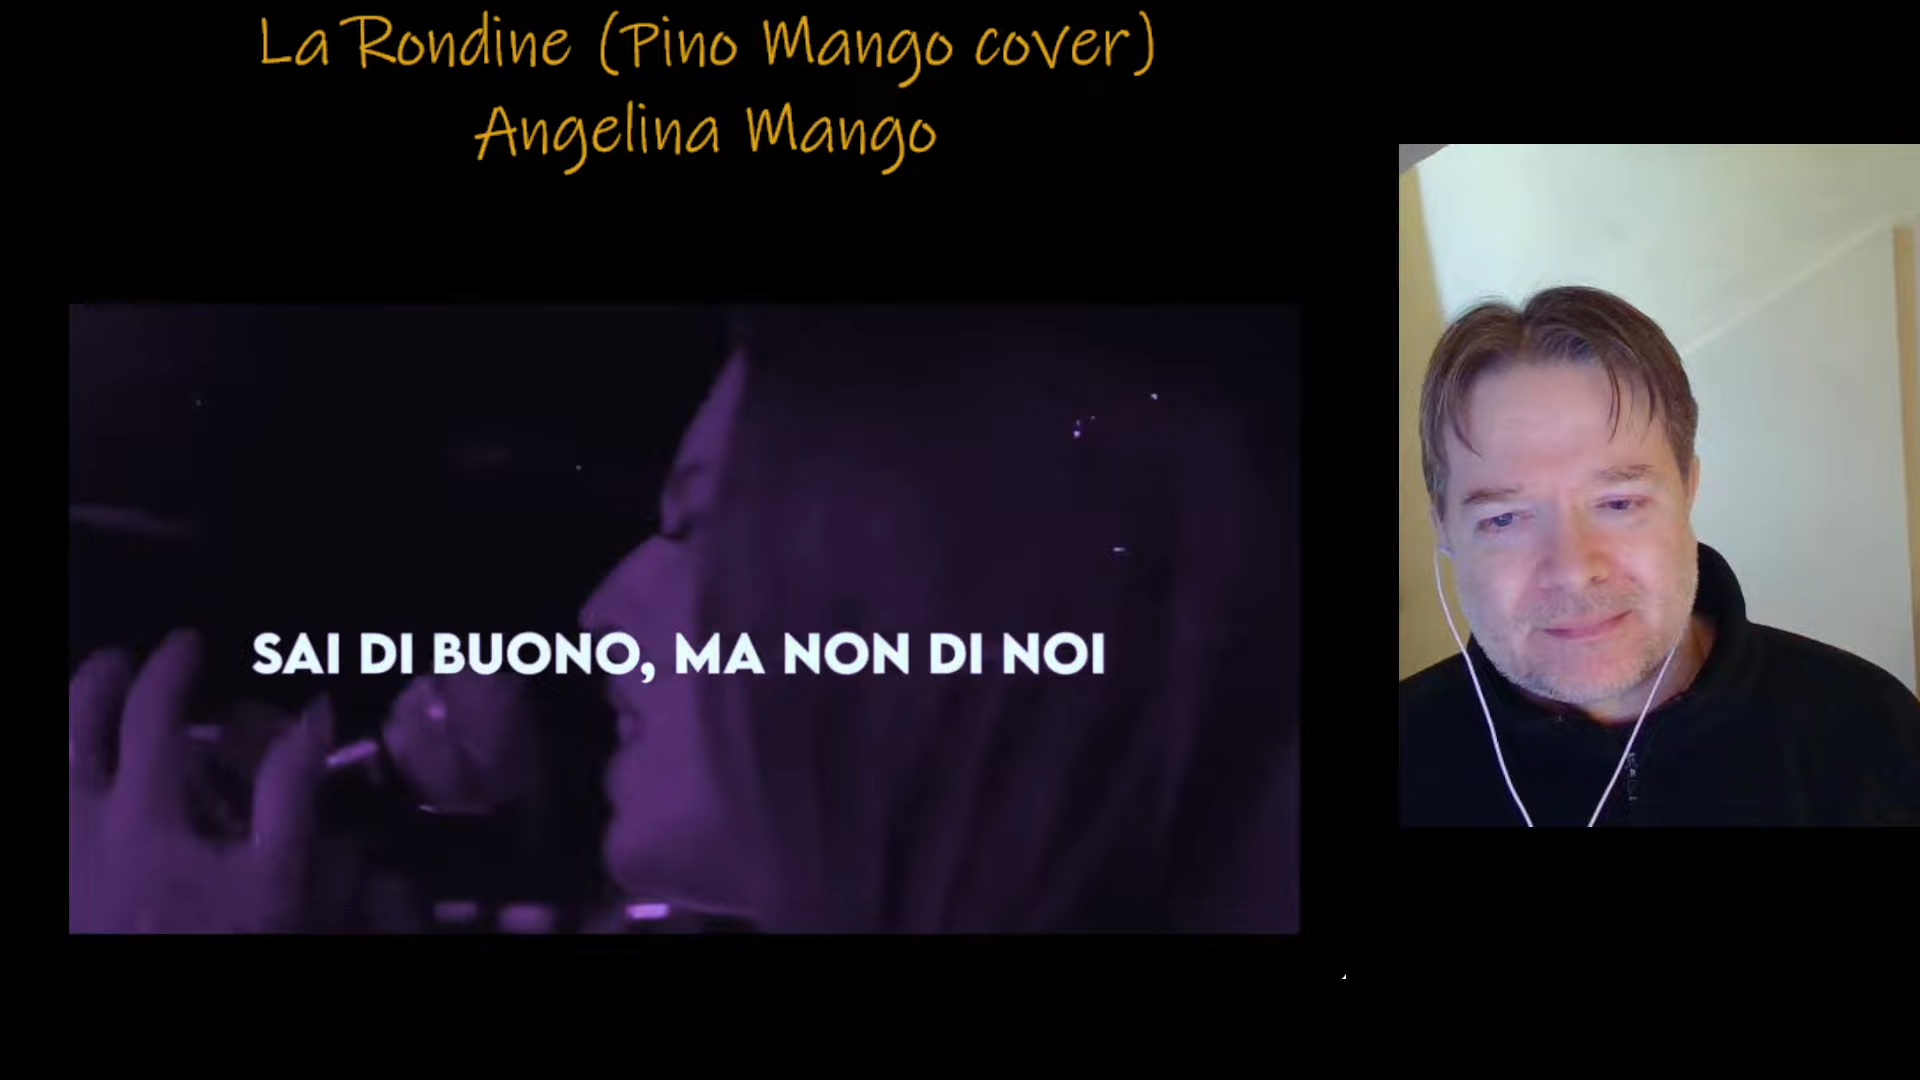 La Rondine (Pino Mango cover)
Angelina Mango
SAI DI BUONO, MA NON DI NOI